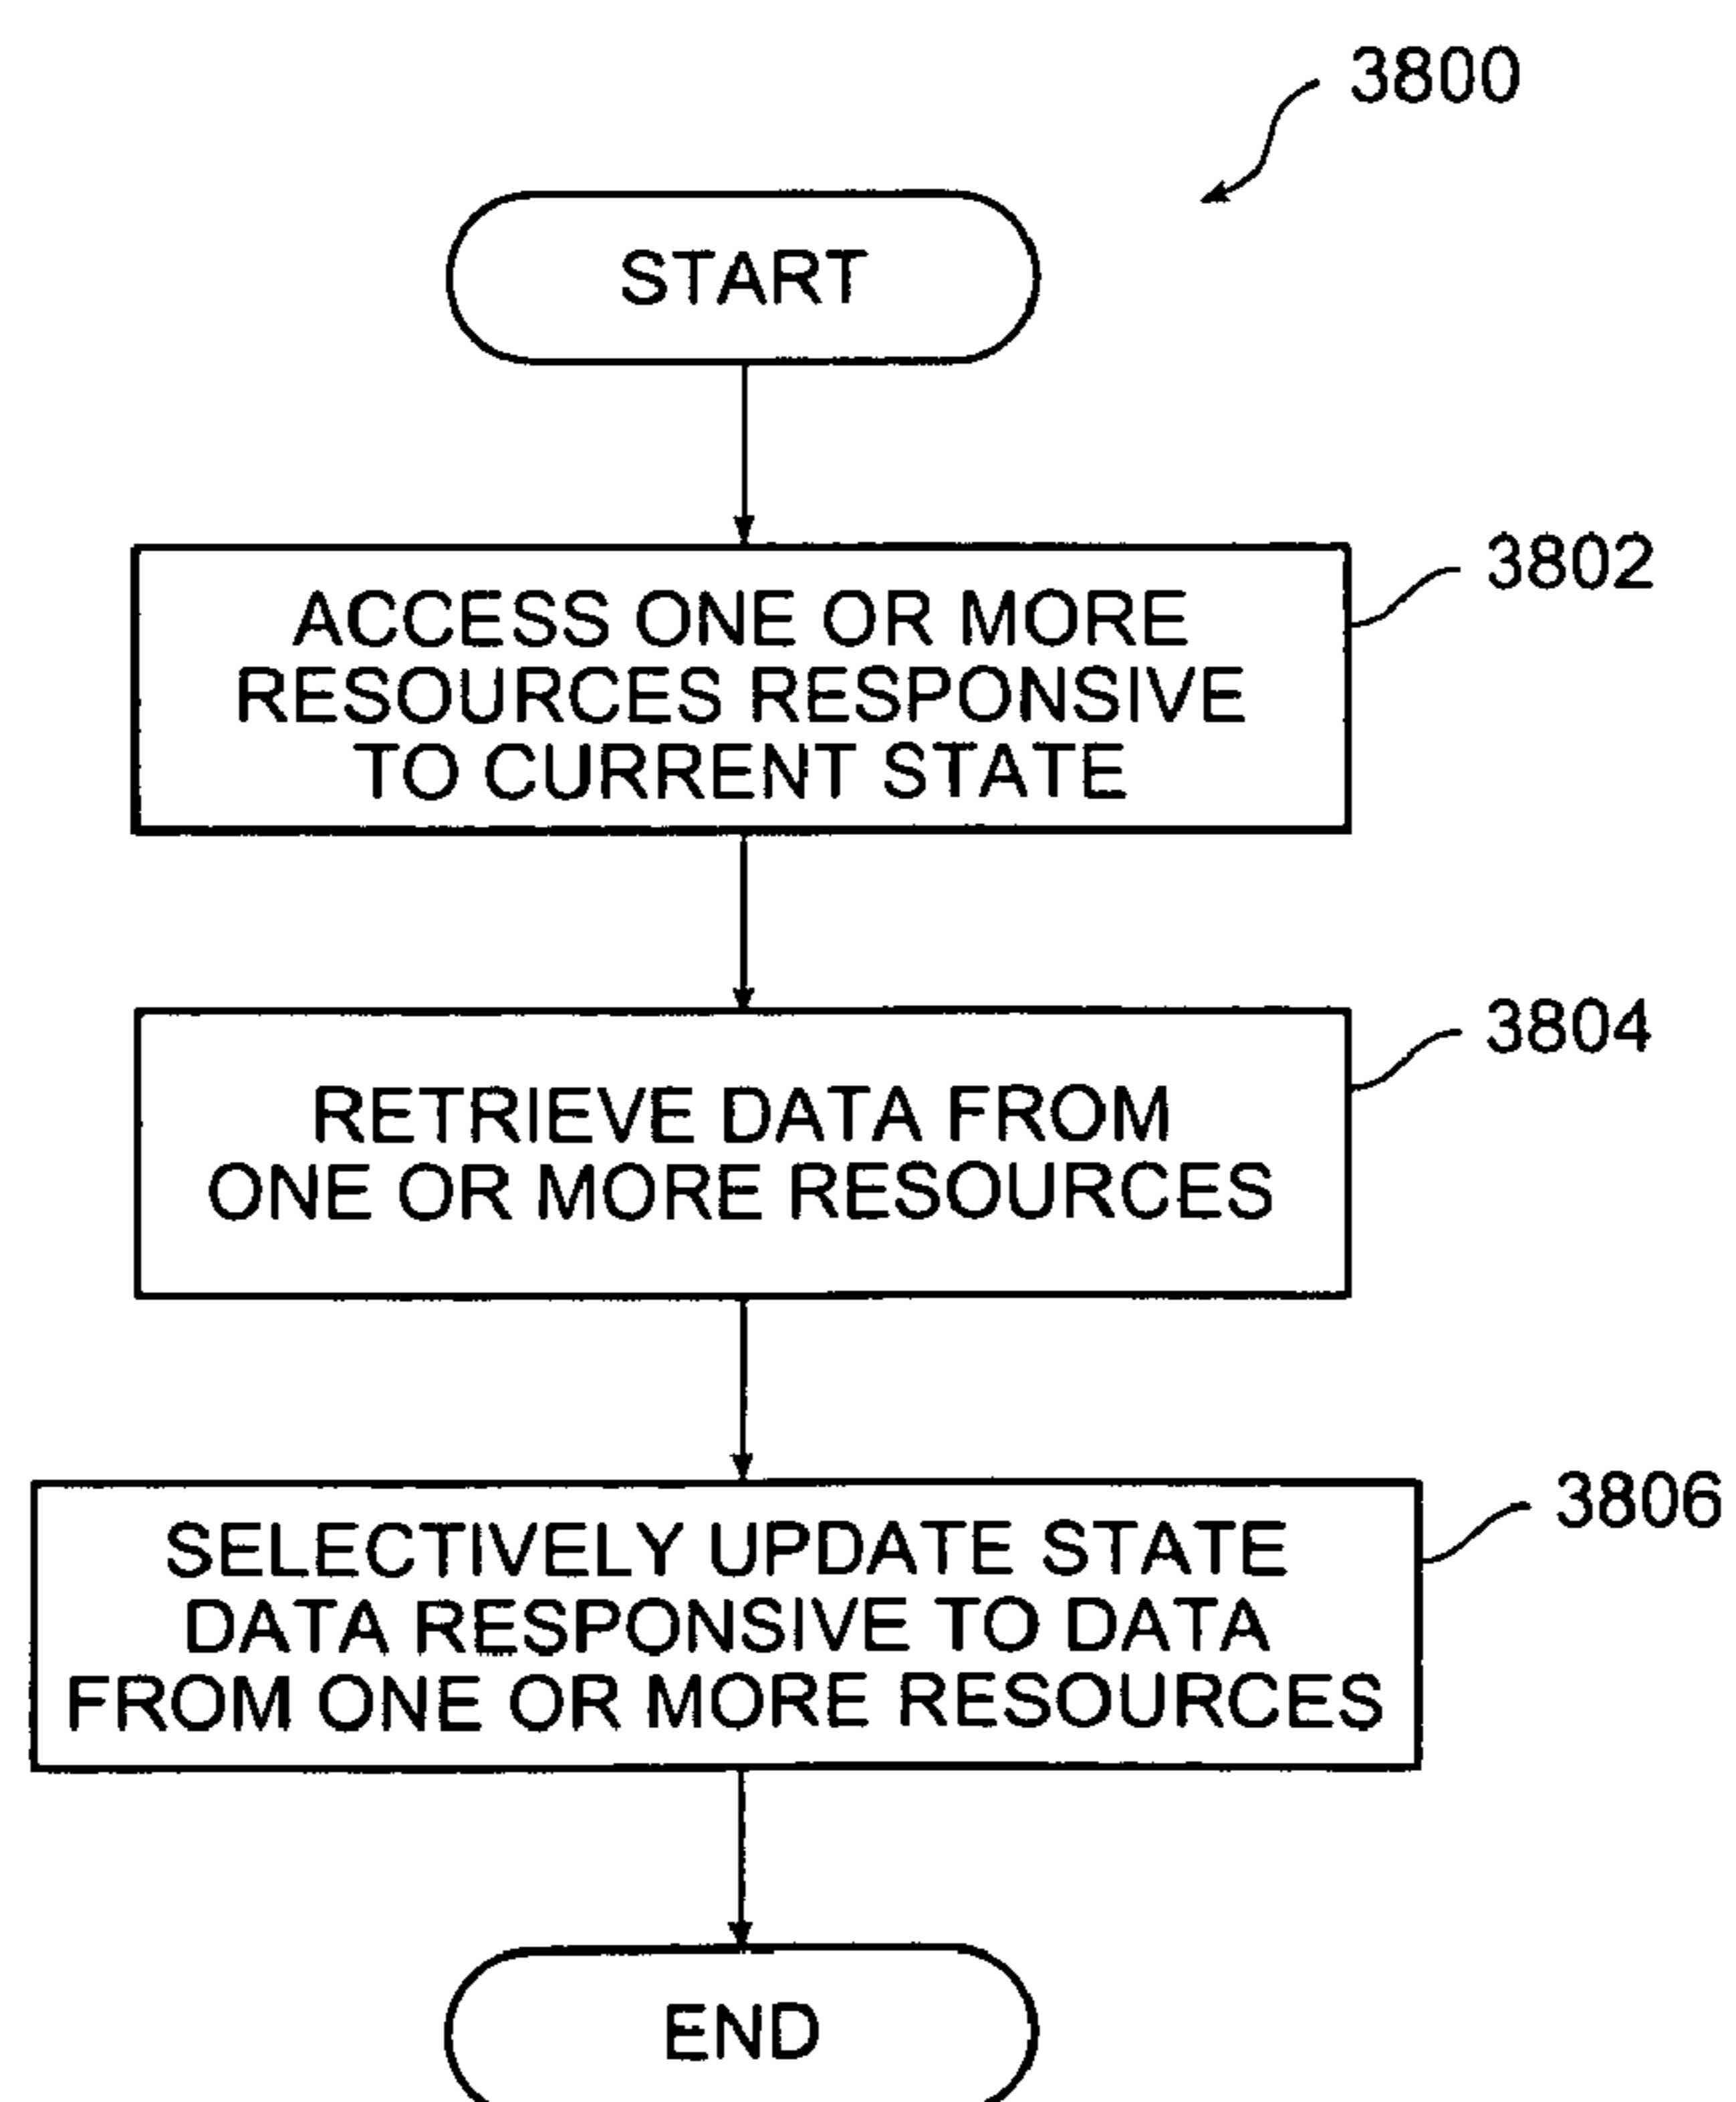 3800
START
3802
ACCESS ONE OR MORE
RESOURCES RESPONSIVE
TO CURRENT STATE
3804
RETRIEVE DATA FROM
ONE OR MORE RESOURCES
3806
SELECTIVELY UPDATE STATE
DATA RESPONSIVE TO DATA
FROM ONE OR MORE RESOURCES
END